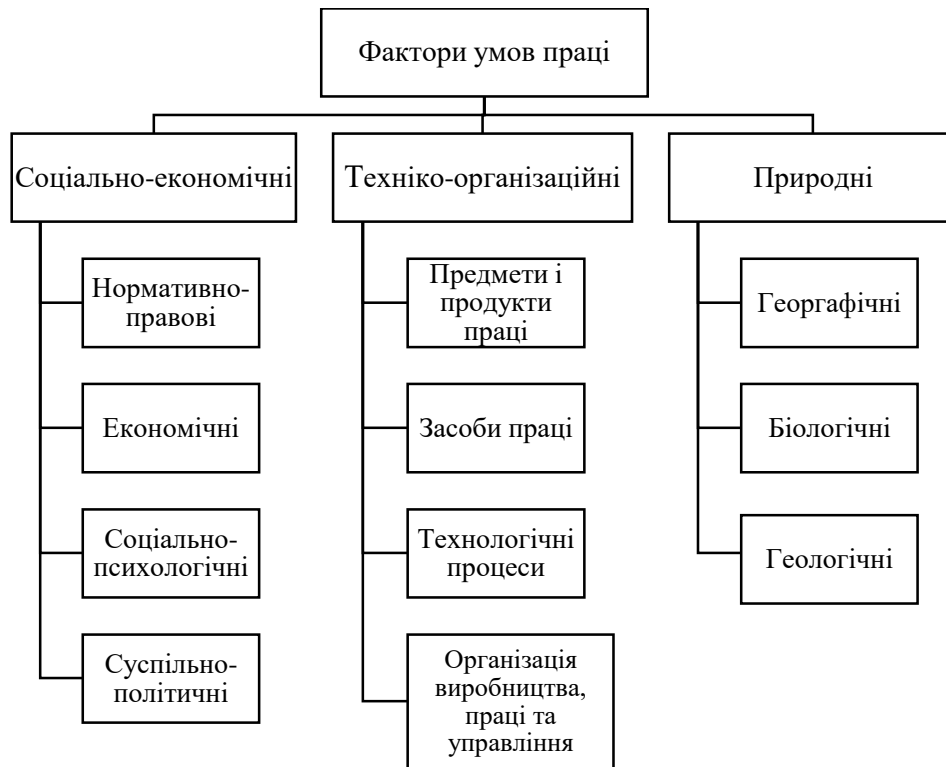 Фактори умов праці
Соціально-економічні
Техніко-організаційні
Природні
Нормативно-
правові
Економічні
Соціально-
психологічні
Суспільно-
політичні
Предмети і
продукти
праці
Засоби праці
Технологічні
процеси
Організація
виробництва,
праці та
управління
Георгафічні
Біологічні
Геологічні